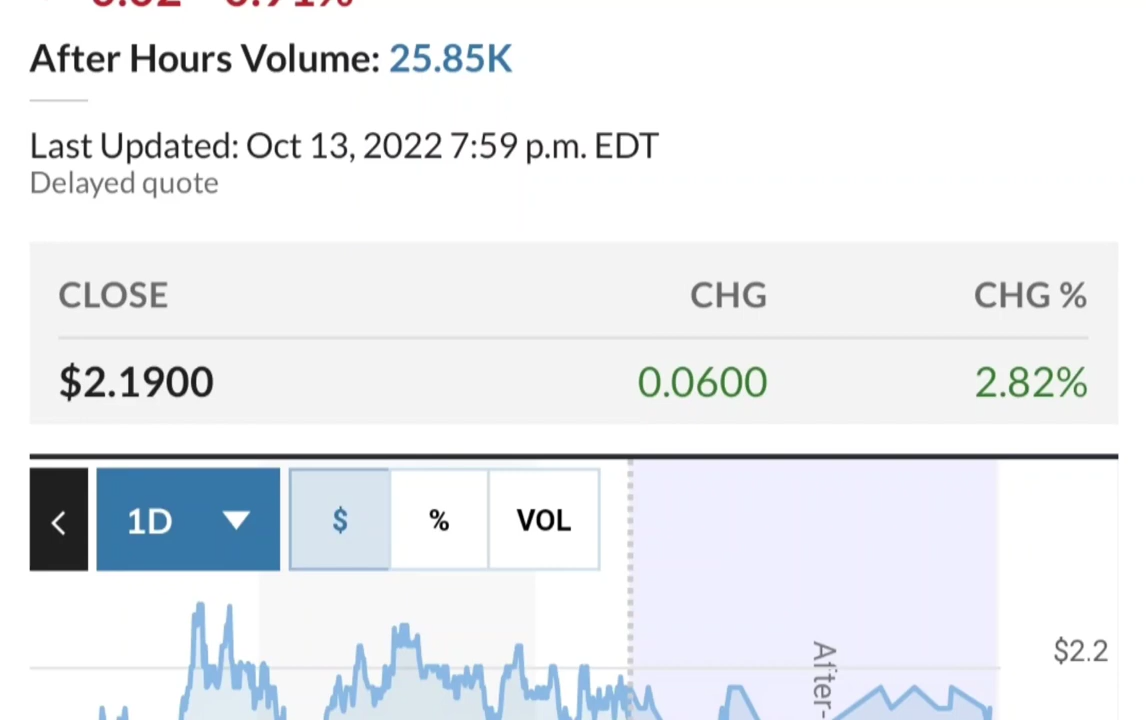 After Hours Volume: 25.85K
Last Updated: Oct 13, 2022 7:59 p.m. EDT
Delayed quote
CLOSE CHG CHG %
$2.1900 0.0600 2.82%
1D $ % VOL
$2.2
After-